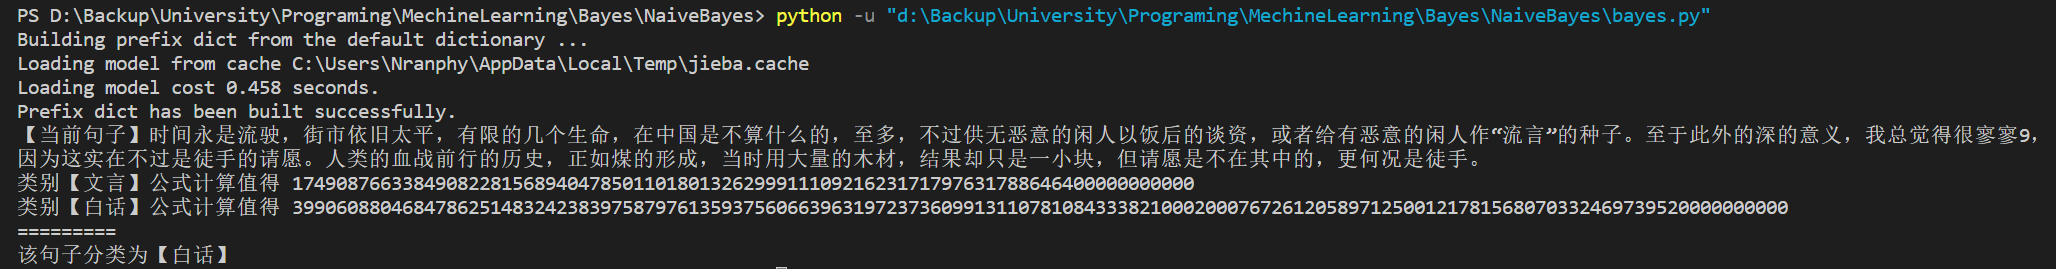 PS D:\Backup\University\Programing\MechineLearning\Bayes\NaiveBayes> python -u "d:\Backup\University\Programing\MechineLearning\Bayes\NaiveBayes\bayes.py"
Building prefix dict from the default dictionary ...
Loading model from cache C:\Users\Nranphy\AppData\Local\Temp\jieba.cache
Loading model cost 0.458 seconds.
Prefix dict has been built successfully.
【当前句子】时间永是流驶，街市依旧太平，有限的几个生命，在中国是不算什么的，至多，不过供无恶意的闲人以饭后的谈资，或者给有恶意的闲人作“流言”的种子。至于此外的深的意义，我总觉得很寥寥9，
因为这实在不过是徒手的请愿。人类的血战前行的历史，正如煤的形成，当时用大量的木材，结果却只是一小块，但请愿是不在其中的，更何况是徒手。
类别【文言】公式计算值得 17490876633849082281568940478501101801326299911109216231717976317886464000000000000
类别【白话】公式计算值得 399060880468478625148324238397587976135937560663963197237360991311078108433382100020007672612058971250012178156807033246973952000000000​0
=========
该句子分类为【白话】